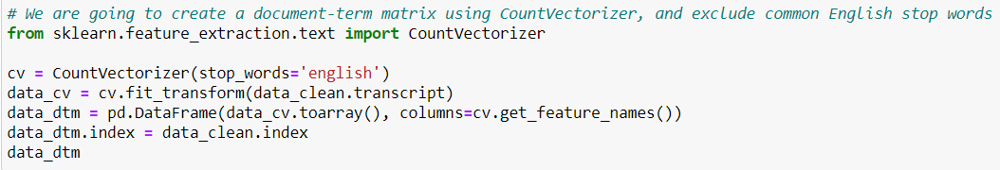 # We are going to create a document-term matrix using CountVectorizer, and exclude common English stop words
from sklearn.feature_extraction.text import CountVectorizer
cv = CountVectorizer(stop_words='english')
data_cv = cv.fit_transform(data_clean.transcript)
data_dtm = pd.DataFrame(data_cv.toarray(), columns=cv.get_feature_names())
data_dtm.index = data_clean.index
data_dtm